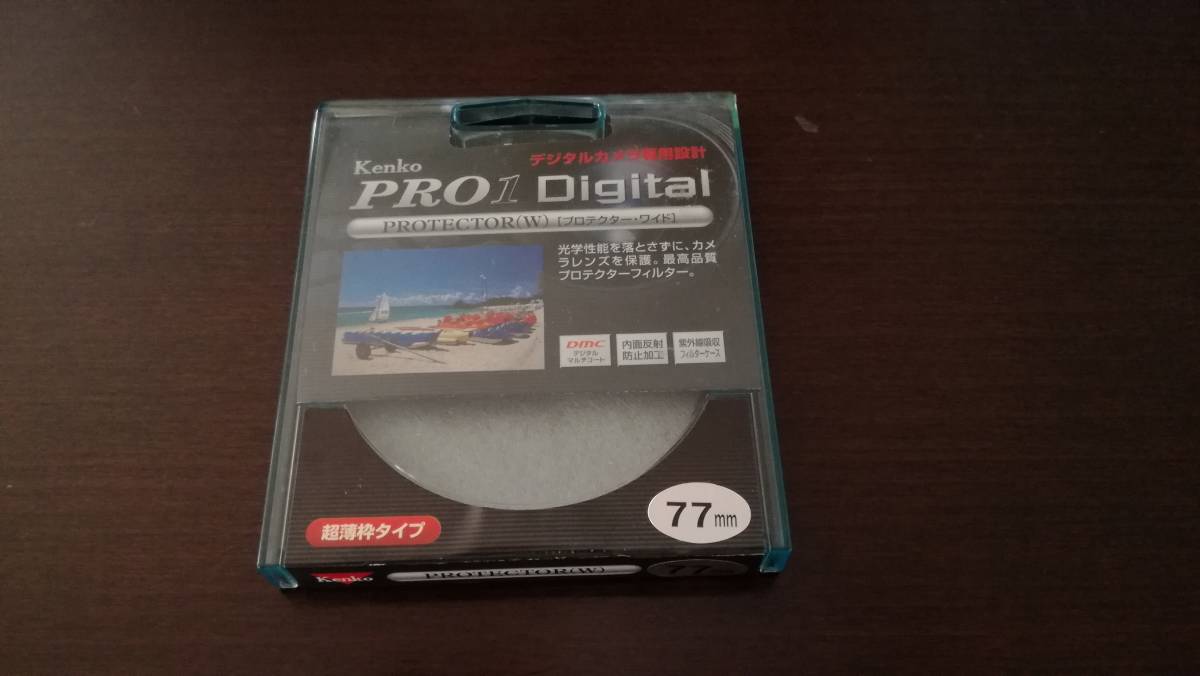 Kenko
デジタルカメラ専用設計
PRO1 Digital
PROTECTOR(W) [プロテクター・ワイド]
光学性能を落とさずに、カメ
ラレンズを保護。最高品質
プロテクターフィルター。
DMC
デジタル
マルチコート
内面反射
防止加工
紫外線吸収
フィルターケース
77mm
超薄枠タイプ
Kenko
PROTECTOR(W)
77